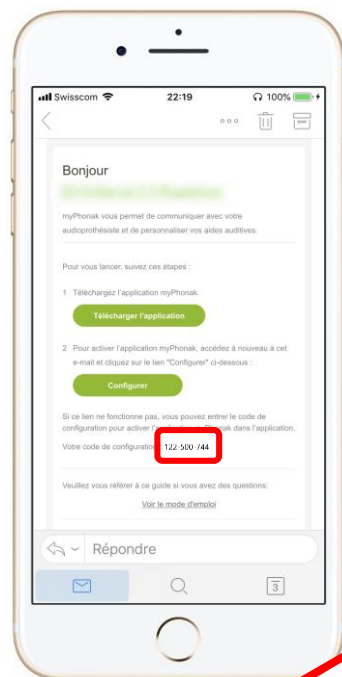 Swisscom 22:19 100%
Bonjour
myPhonak vous permet de communiquer avec votre
audioprothésiste et de personnaliser vos aides auditives.
Pour vous lancer, suivez ces étapes :
1 Téléchargez l'application myPhonak.
Télécharger l'application
2 Pour activer l'application myPhonak, accédez à nouveau à cet
e-mail et cliquez sur le lien "Configurer" ci-dessous :
Configurer
Si ce lien ne fonctionne pas, vous pouvez entrer le code de
configuration pour activer l'application myPhonak dans l'application.
Votre code de configuration : 122-500-744
Veuillez vous référer à ce guide si vous avez des questions:
Voir le mode d'emploi
Répondre
3